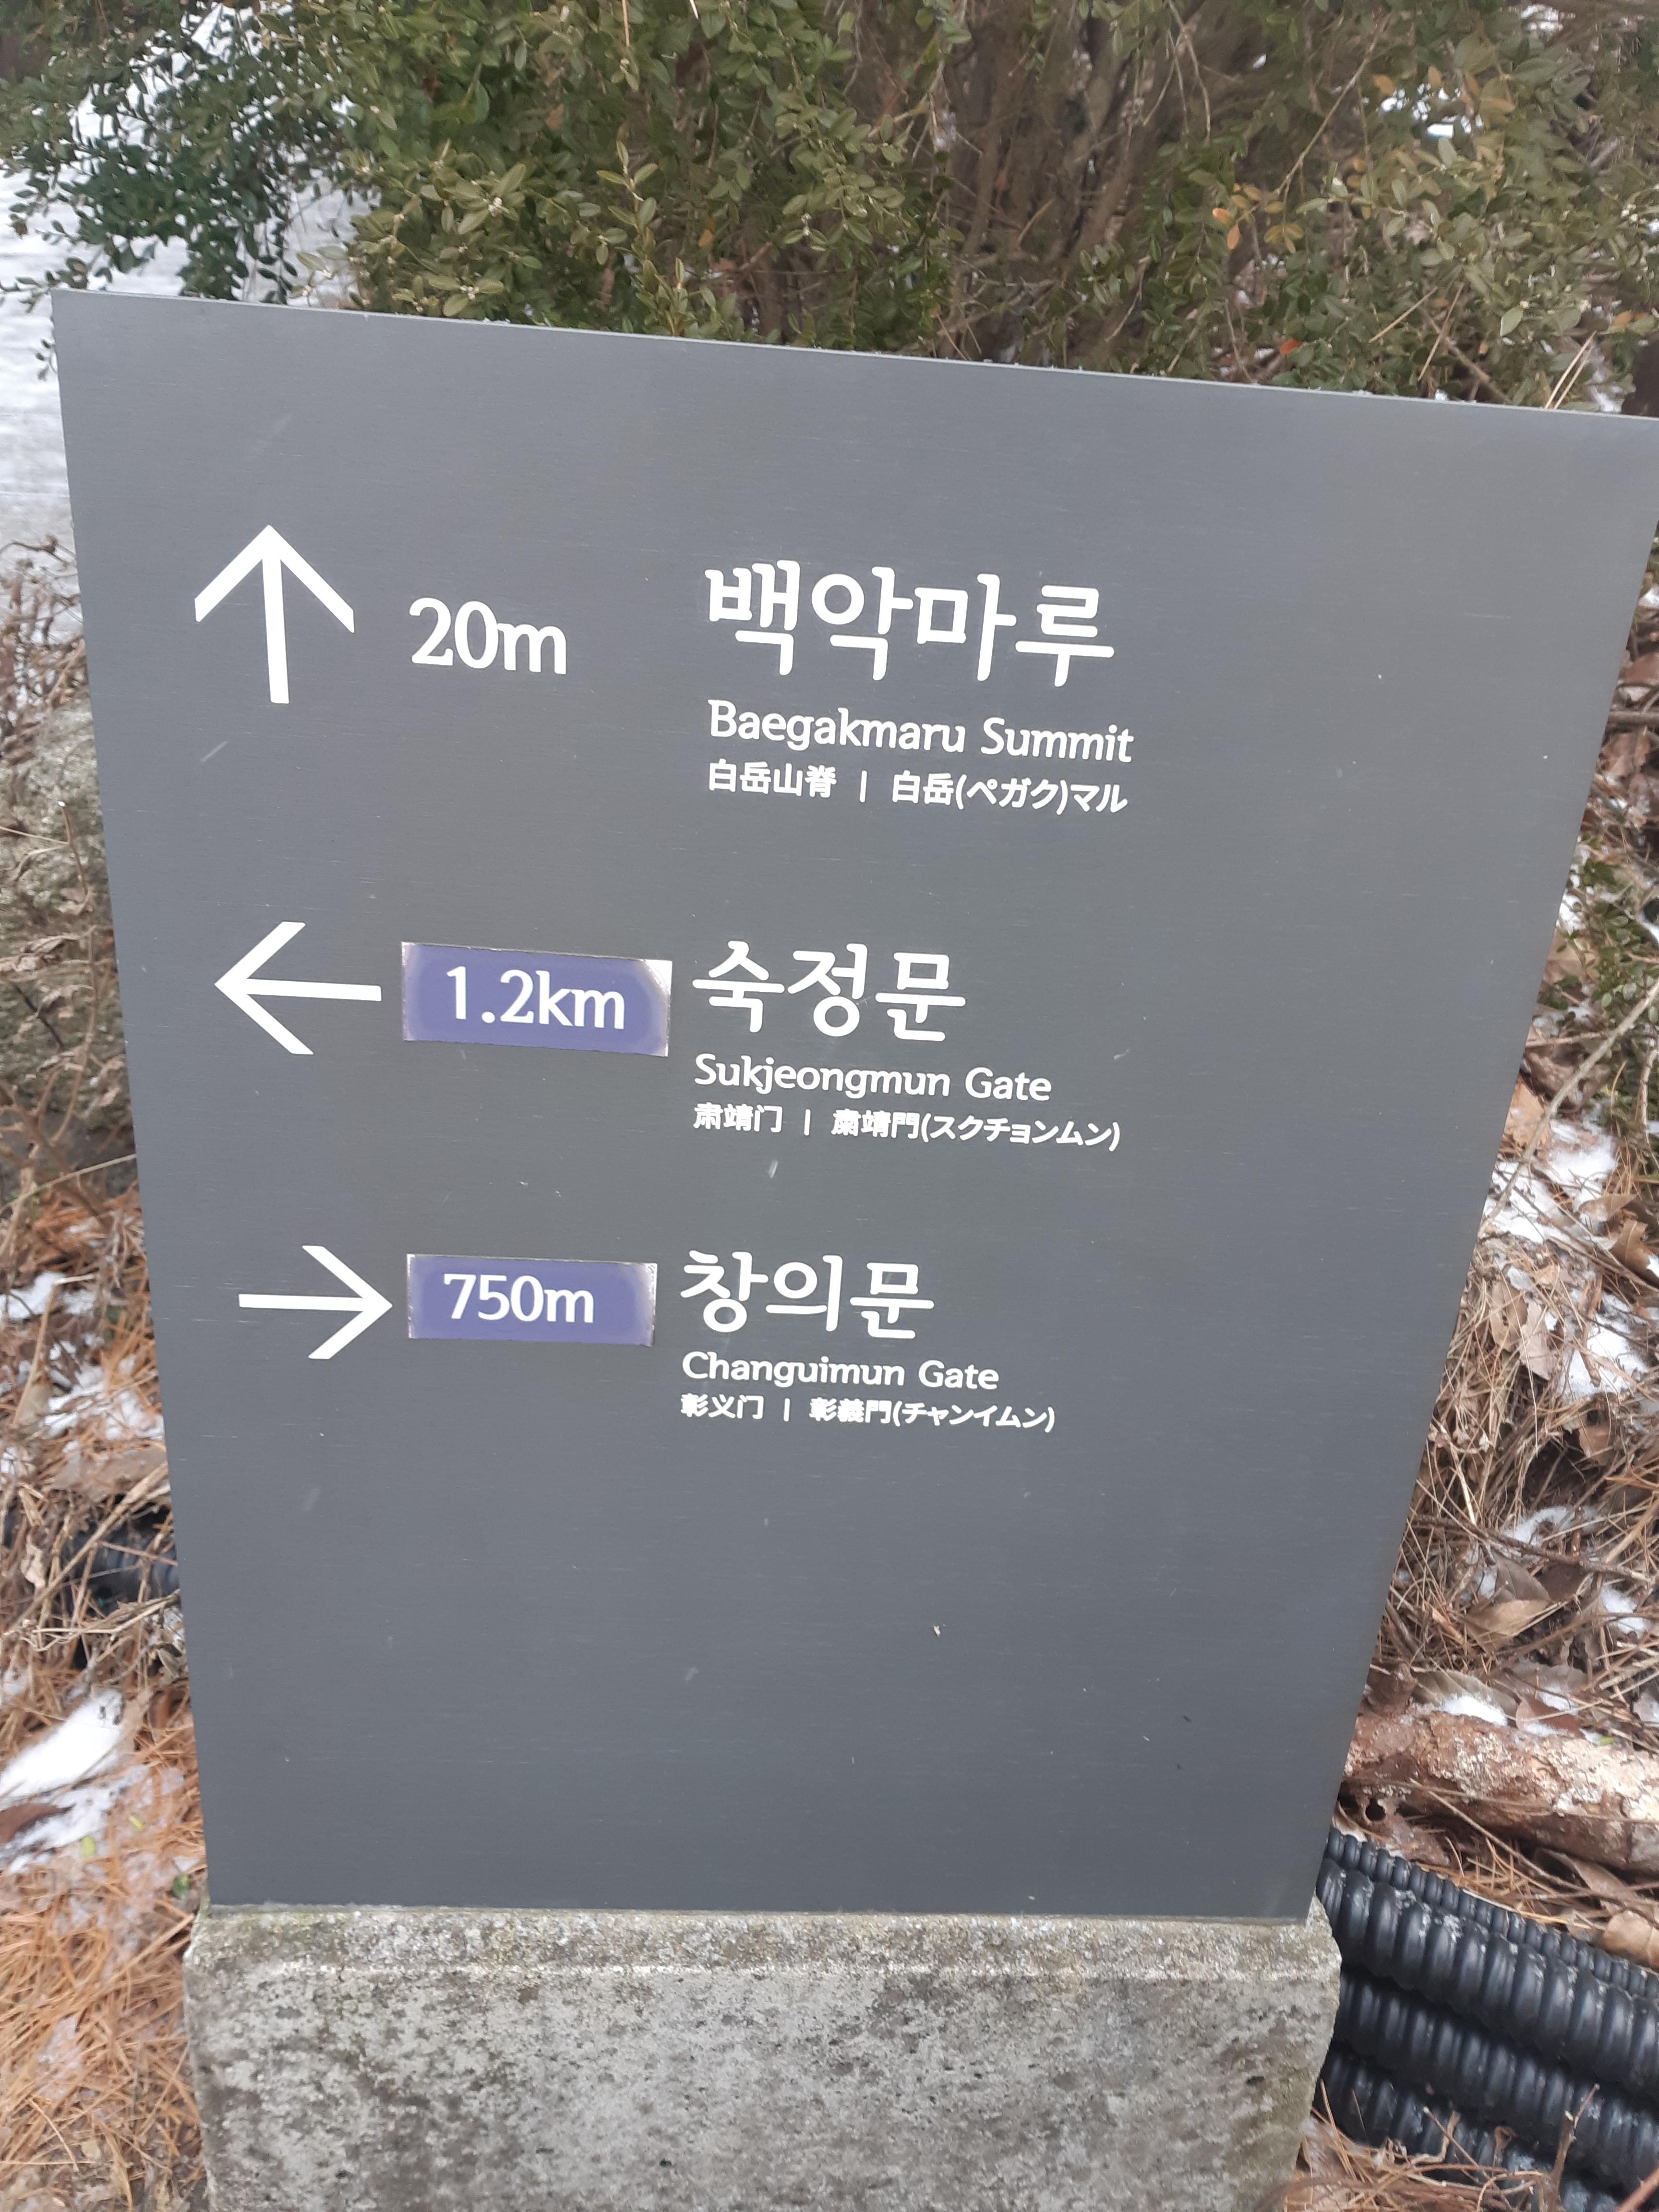 20m 백악마루
Baegakmaru Summit
白岳山脊 | 白岳(ペガク)マル
1.2km 숙정문
Sukjeongmun Gate
肃靖门 | 肅靖門(スクチョンムン)
750m 창의문
Changuimun Gate
彰义门 | 彰義門(チャンイムン)